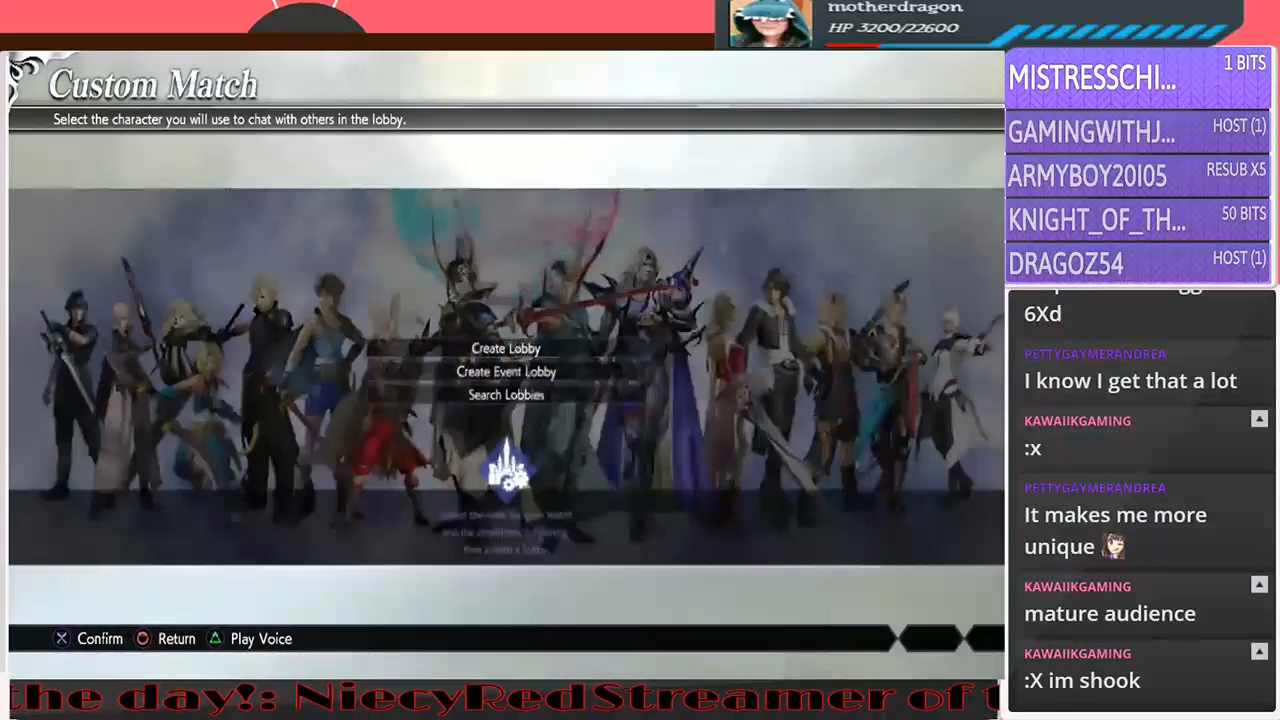 motherdragon
HP 3200/22600
Custom Match
Select the character you will use to chat with others in the lobby.
Create Lobby
Create Event Lobby
Search Lobbies
Confirm
Return
Play Voice
MISTRESSCHI... 1 BITS
GAMINGWITHJ... HOST (1)
ARMYBOY20105 RESUB X5
KNIGHT_OF_TH... 50 BITS
DRAGOZ54 HOST (1)
6Xd
PETTYGAYMERANDREA
I know I get that a lot
KAWAIIKGAMING
:x
PETTYGAYMERANDREA
It makes me more
unique
KAWAIIKGAMING
mature audience
KAWAIIKGAMING
:X im shook
the day!: NiecyRedStreamer of t